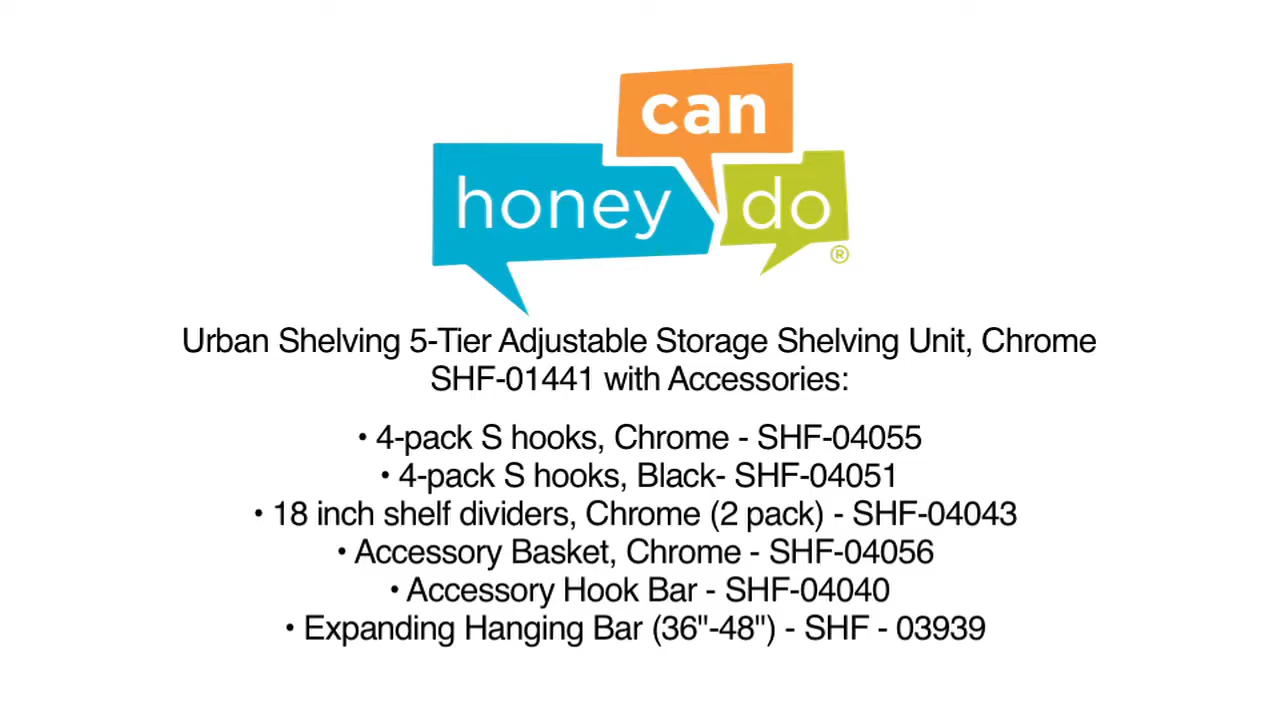 honey can do®
Urban Shelving 5-Tier Adjustable Storage Shelving Unit, Chrome
SHF-01441 with Accessories:
• 4-pack S hooks, Chrome - SHF-04055
• 4-pack S hooks, Black- SHF-04051
• 18 inch shelf dividers, Chrome (2 pack) - SHF-04043
• Accessory Basket, Chrome - SHF-04056
• Accessory Hook Bar - SHF-04040
• Expanding Hanging Bar (36"-48") - SHF - 03939